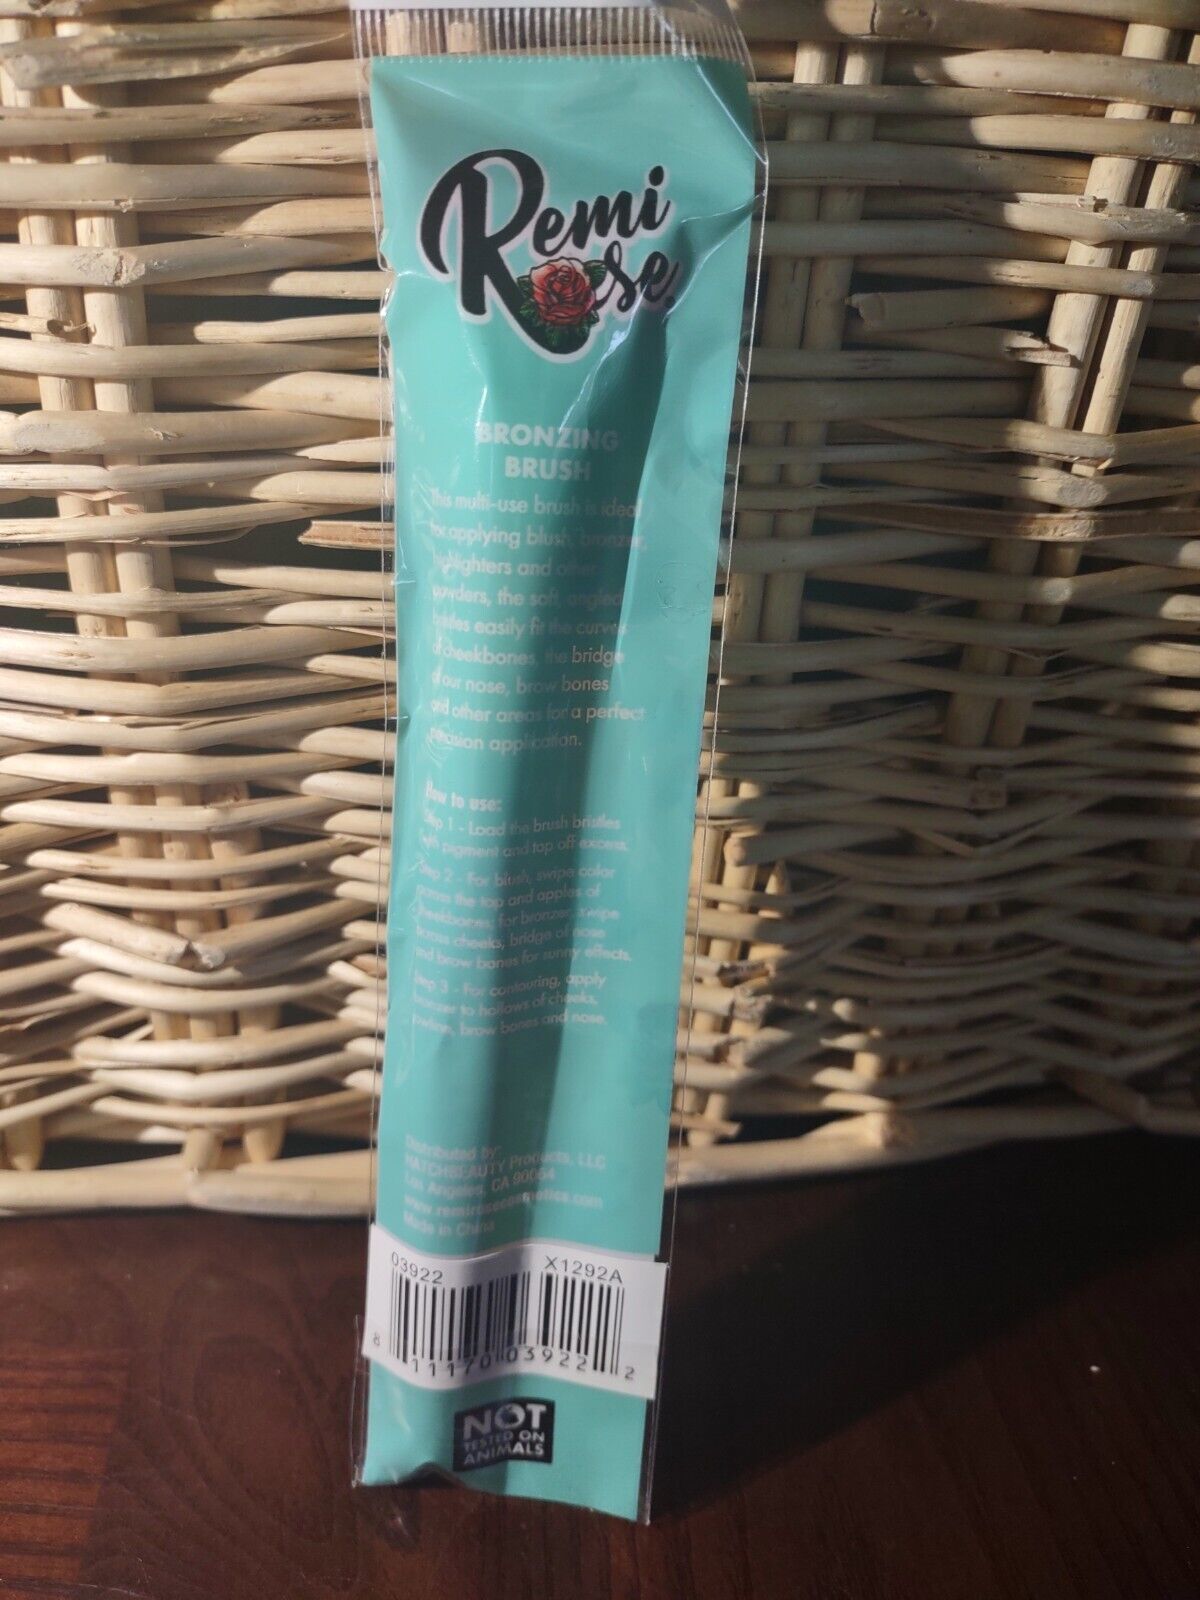 Remi
Rose
BRONZING
BRUSH
This multi-use brush is ideal
for applying blush, bronzer,
highlighters and other
powders, the soft, angled
bristles easily fit the curves
of cheekbones, the bridge
of our nose, brow bones
and other areas for a perfect
application.
How to use:
Step 1 - Load the brush bristles
with pigment and tap off excess.
Step 2 - For blush, swipe color
across the top and apples of
cheekbones, for bronzer, swipe
across cheeks, bridge of nose
and brow bones for sunny effects.
Step 3 - For contouring, apply
bronzer to hollows of cheeks,
jawline, brow bones and nose.
Distributed by:
HATCHBEAUTY Products, LLC
Los Angeles, CA 90064
www.remirosecosmetics.com
Made in China
03922 X1292A
8 11170 03922 2
NOT
TESTED ON
ANIMALS